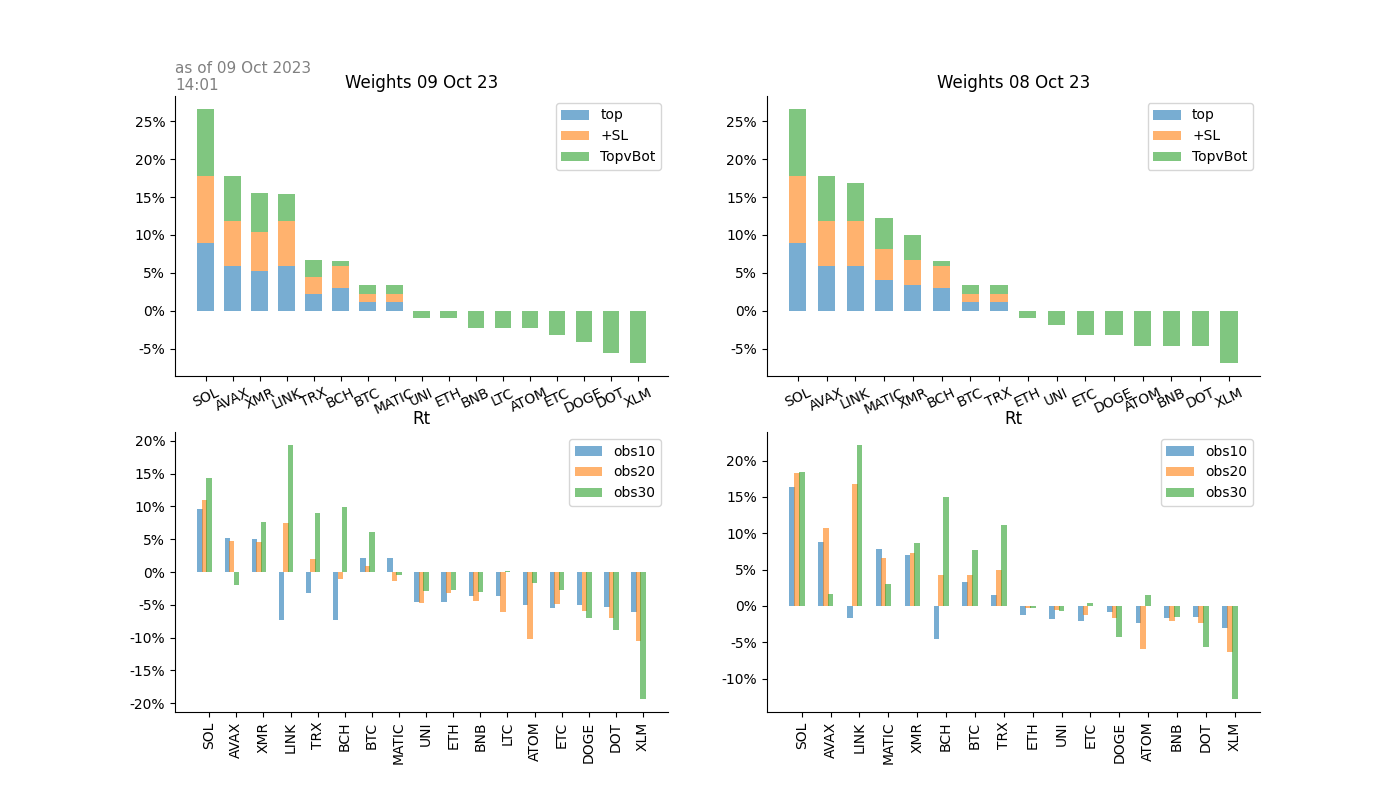 as of 09 Oct 2023
14:01
Weights 09 Oct 23
25%
20%
15%
10%
5%
0%
-5%
top
+SL
TopvBot
SOL AVAX XMR LINK TRX BCH BTC MATIC UNI ETH BNB LTC ATOM ETC DOGE DOT XLM
Weights 08 Oct 23
25%
20%
15%
10%
5%
0%
-5%
top
+SL
TopvBot
SOL AVAX LINK MATIC XMR BCH BTC TRX ETH UNI ETC DOGE ATOM BNB DOT XLM
Rt
20%
15%
10%
5%
0%
-5%
-10%
-15%
-20%
obs10
obs20
obs30
SOL AVAX XMR LINK TRX BCH BTC MATIC UNI ETH BNB LTC ATOM ETC DOGE DOT XLM
Rt
20%
15%
10%
5%
0%
-5%
-10%
obs10
obs20
obs30
SOL AVAX LINK MATIC XMR BCH BTC TRX ETH UNI ETC DOGE ATOM BNB DOT XLM